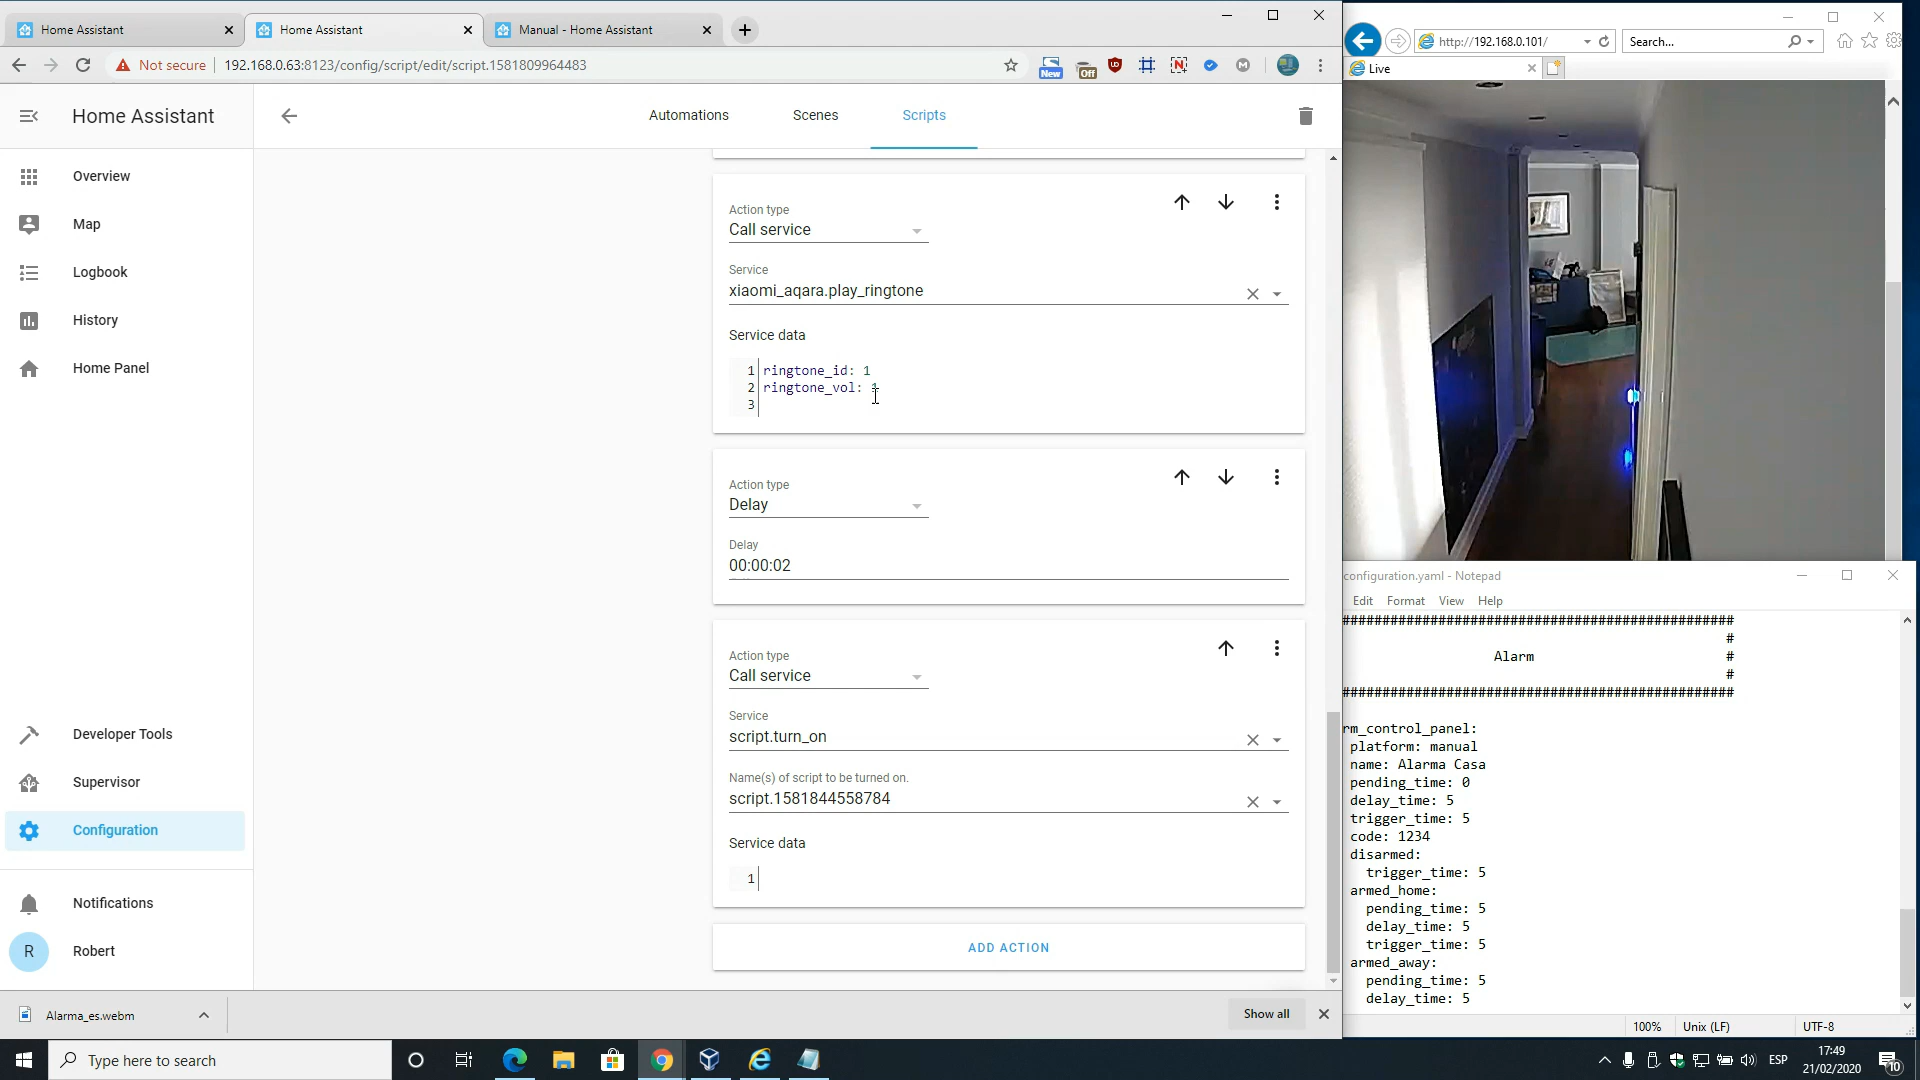 Home Assistant
Home Assistant
Manual - Home Assistant
Not secure
192.168.0.63:8123/config/script/edit/script.1581809964483
New
Off
Home Assistant
Automations
Scenes
Scripts
Overview
Map
Logbook
History
Home Panel
Developer Tools
Supervisor
Configuration
Notifications
R
Robert
Action type
Call service
Service
xiaomi_aqara.play_ringtone
Service data
1 ringtone_id: 1
2 ringtone_vol: 1
3
Action type
Delay
Delay
00:00:02
Action type
Call service
Service
script.turn_on
Name(s) of script to be turned on.
script.1581844558784
Service data
1
ADD ACTION
Alarma_es.webm
Show all
http://192.168.0.101/
Search...
Live
configuration.yaml - Notepad
Edit Format View Help
#
Alarm #
#
rm_control_panel:
platform: manual
name: Alarma Casa
pending_time: 0
delay_time: 5
trigger_time: 5
code: 1234
disarmed:
trigger_time: 5
armed_home:
pending_time: 5
delay_time: 5
trigger_time: 5
armed_away:
pending_time: 5
delay_time: 5
100% Unix (LF) UTF-8
Type here to search
ESP
17:49
21/02/2020
10